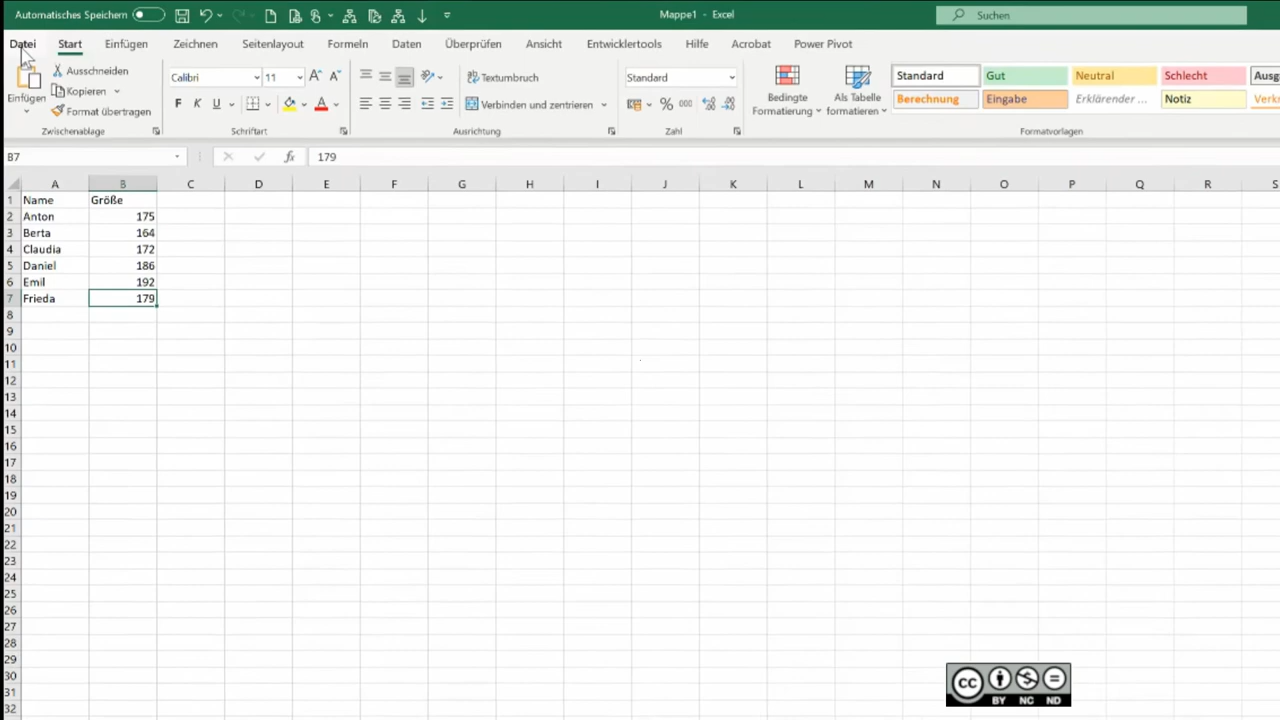 Automatisches Speichern
Mappe1 - Excel
Suchen
Datei Start Einfügen Zeichnen Seitenlayout Formeln Daten Überprüfen Ansicht Entwicklertools Hilfe Acrobat Power Pivot
Einfügen
Ausschneiden
Kopieren
Format übertragen
Zwischenablage
Calibri 11
F K U
Schriftart
Textumbruch
Verbinden und zentrieren
Ausrichtung
Standard
% 000
Zahl
Bedingte
Formatierung
Als Tabelle
formatieren
Standard Gut Neutral Schlecht
Berechnung Eingabe Erklärender ... Notiz
Formatvorlagen
B7 fx 179
A B C D E F G H I J K L M N O P Q R S
1 Name Größe
2 Anton 175
3 Berta 164
4 Claudia 172
5 Daniel 186
6 Emil 192
7 Frieda 179
8
9
10
11
12
13
14
15
16
17
18
19
20
21
22
23
24
25
26
27
28
29
30
31
32
CC BY NC ND